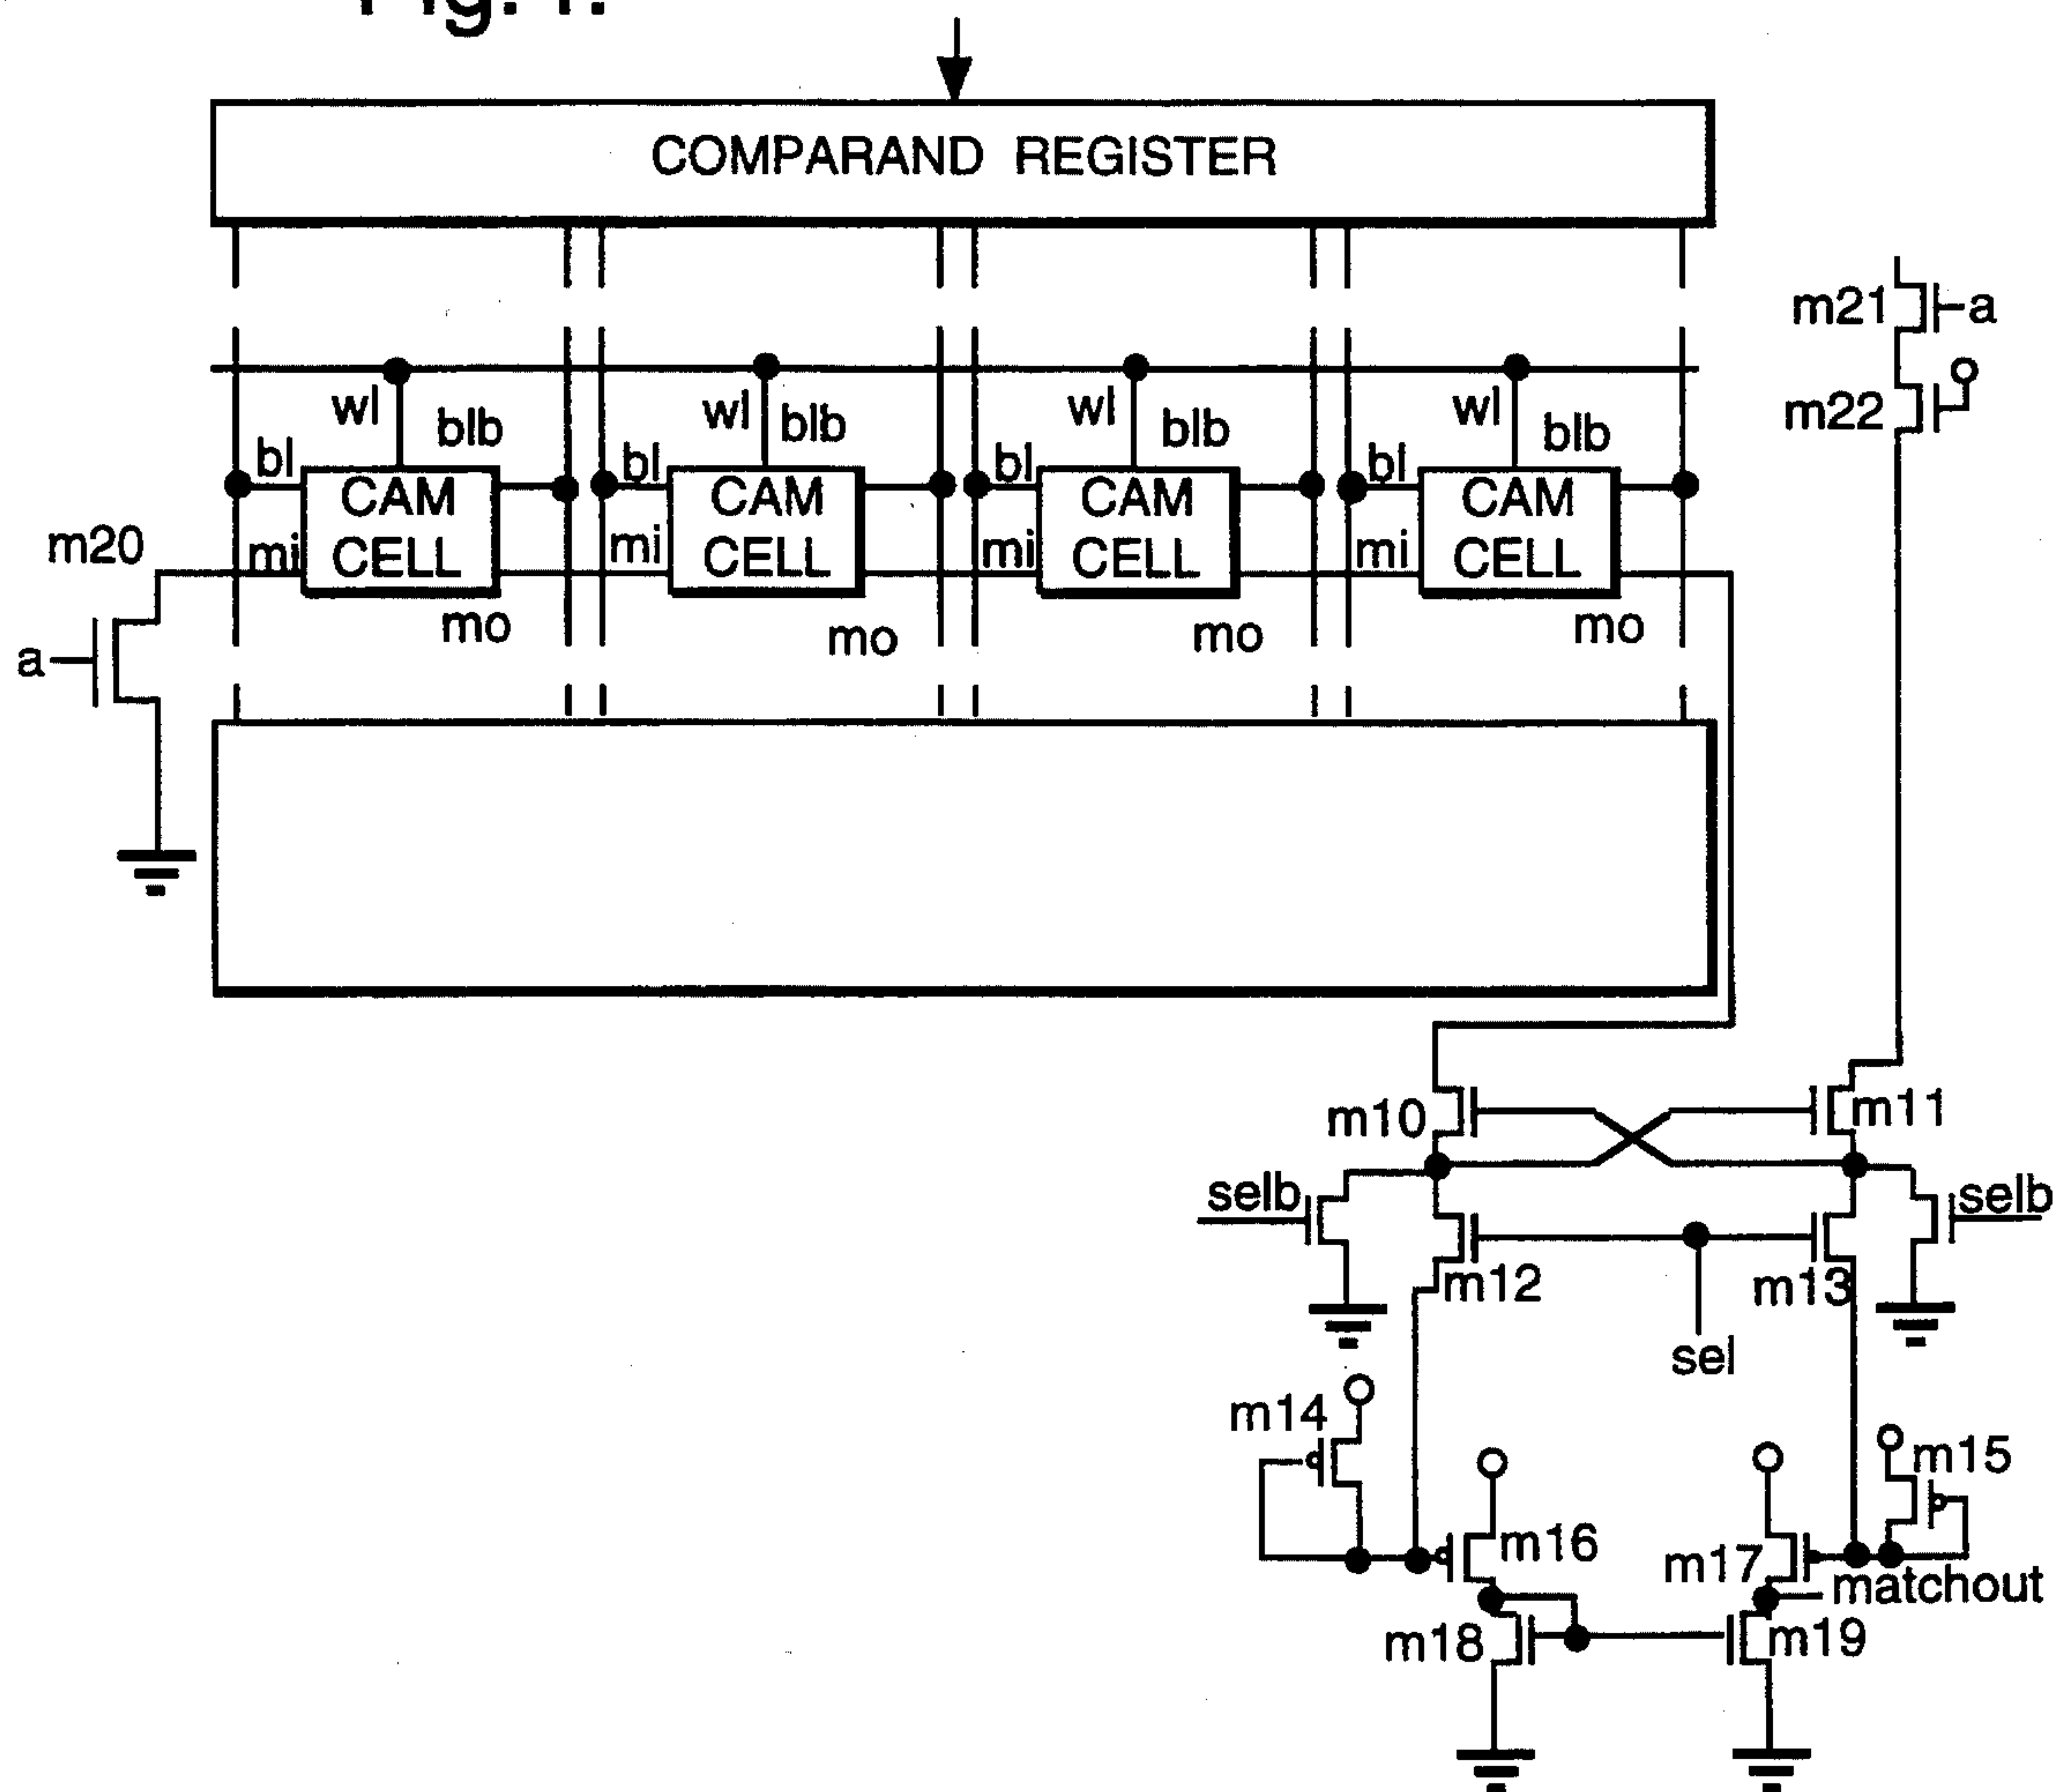 Fig. 1.
COMPARAND REGISTER
m21 a
m22
wl blb wl blb wl blb wl blb
bl bl bl bl
CAM CELL CAM CELL CAM CELL CAM CELL
m20 mi mi mi mi
mo mo mo mo
a
m10 m11
selb selb
m12 m13
sel
m14
m15
m16 m17
matchout
m18 m19